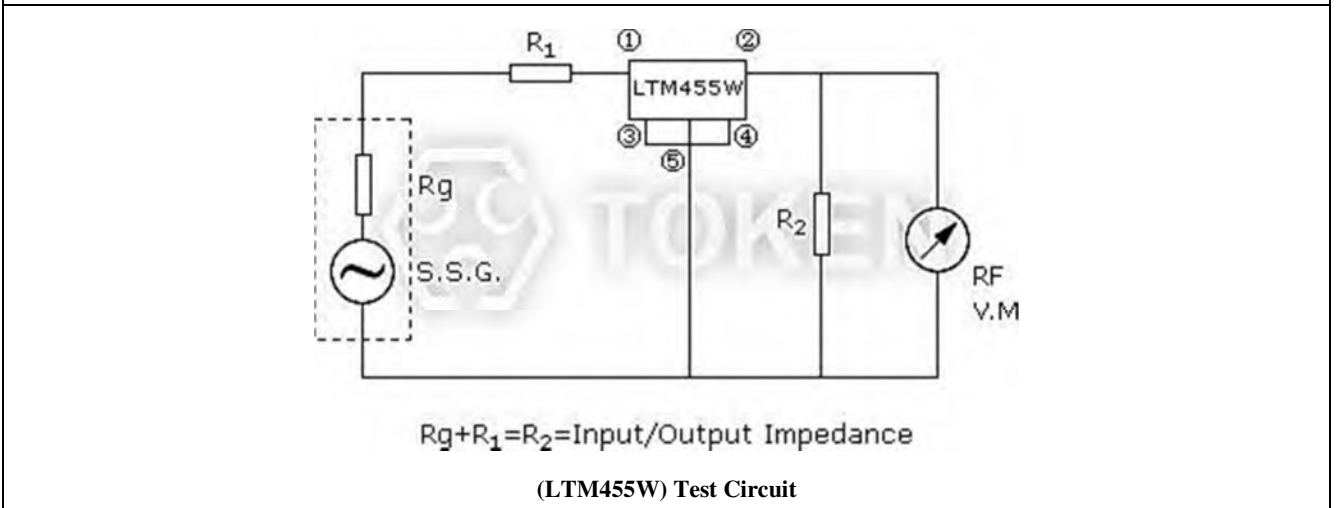 R1 ① ②
LTM455W
③ ④
⑤
Rg
TOKEN
R2
S.S.G.
RF
V.M
Rg+R1=R2=Input/Output Impedance
(LTM455W) Test Circuit